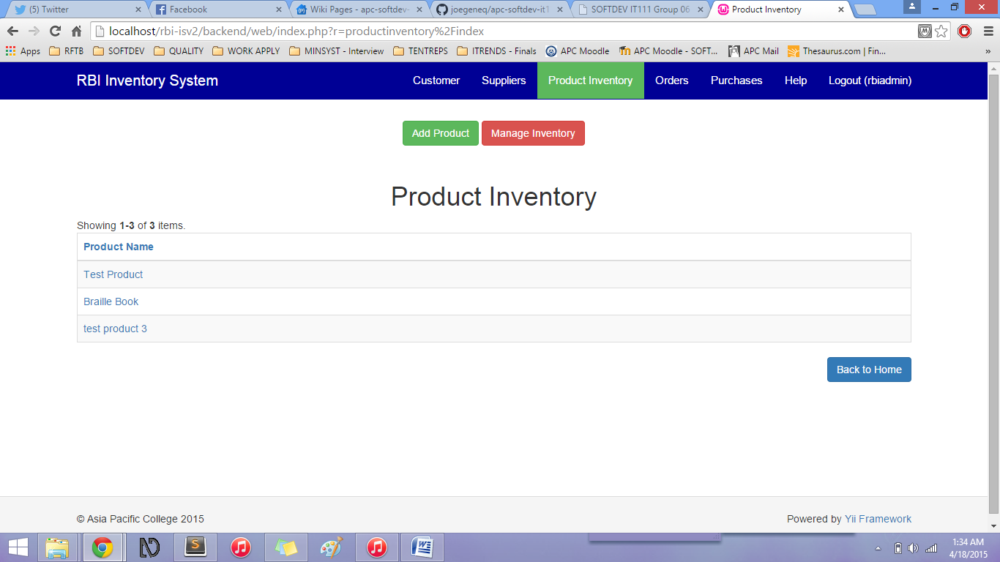 (5) Twitter
Facebook
Wiki Pages - apc-softdev-
joegeneq/apc-softdev-it1
SOFTDEV IT111 Group 06
Product Inventory
localhost/rbi-isv2/backend/web/index.php?r=productinventory%2Findex
Apps RFTB SOFTDEV QUALITY WORK APPLY MINSYST - Interview TENTREPS ITRENDS - Finals APC Moodle APC Moodle - SOFT... APC Mail Thesaurus.com | Fin... »
RBI Inventory System Customer Suppliers Product Inventory Orders Purchases Help Logout (rbiadmin)
Add Product Manage Inventory
Product Inventory
Showing 1-3 of 3 items.
Product Name
Test Product
Braille Book
test product 3
Back to Home
© Asia Pacific College 2015 Powered by Yii Framework
1:34 AM
4/18/2015